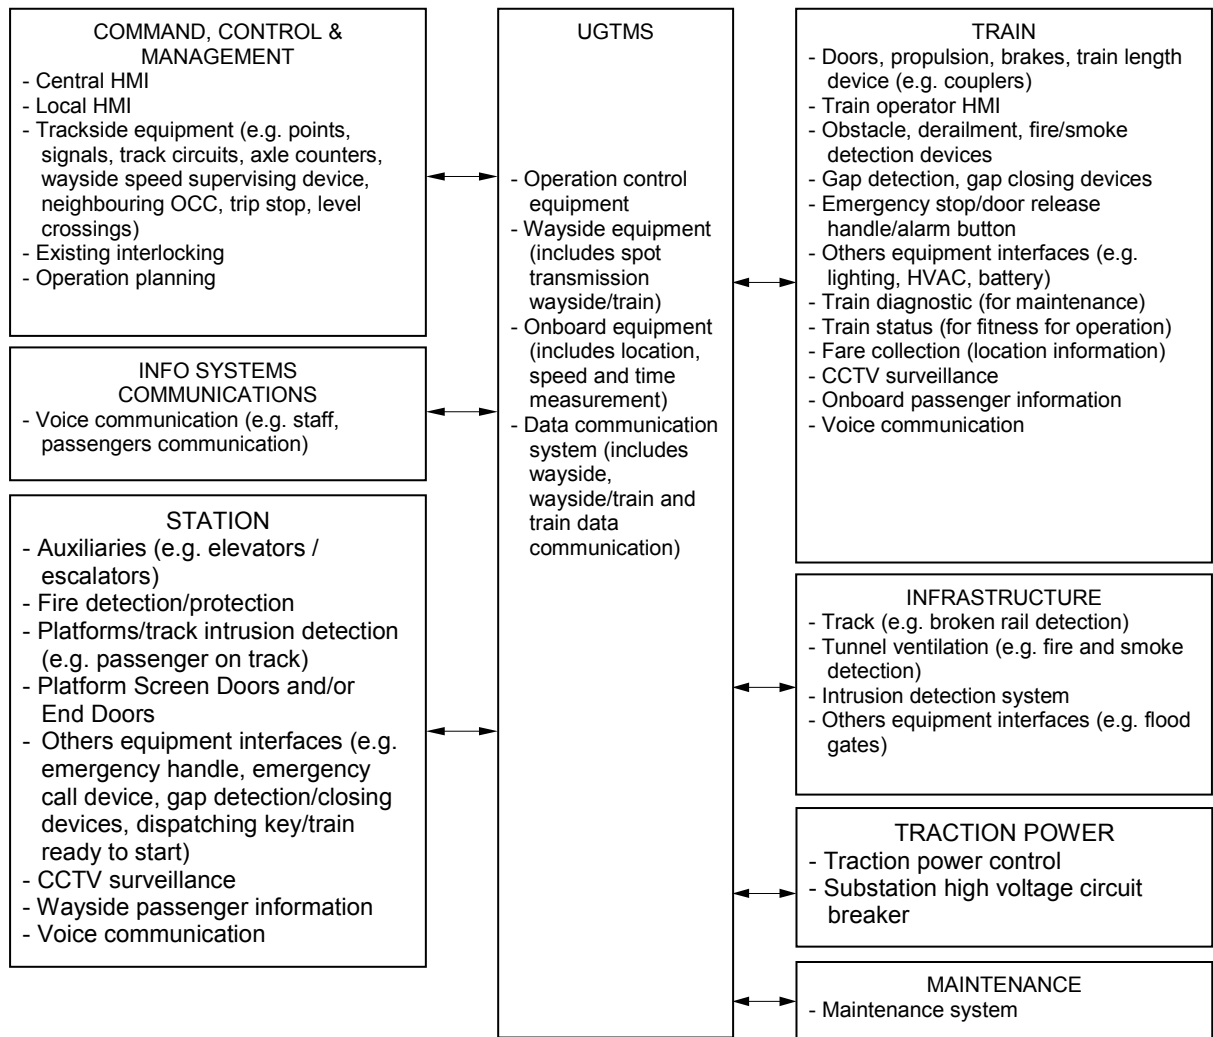 COMMAND, CONTROL &
MANAGEMENT
- Central HMI
- Local HMI
- Trackside equipment (e.g. points,
signals, track circuits, axle counters,
wayside speed supervising device,
neighbouring OCC, trip stop, level
crossings)
- Existing interlocking
- Operation planning
INFO SYSTEMS
COMMUNICATIONS
- Voice communication (e.g. staff,
passengers communication)
STATION
- Auxiliaries (e.g. elevators /
escalators)
- Fire detection/protection
- Platforms/track intrusion detection
(e.g. passenger on track)
- Platform Screen Doors and/or
End Doors
- Others equipment interfaces (e.g.
emergency handle, emergency
call device, gap detection/closing
devices, dispatching key/train
ready to start)
- CCTV surveillance
- Wayside passenger information
- Voice communication
UGTMS
- Operation control
equipment
- Wayside equipment
(includes spot
transmission
wayside/train)
- Onboard equipment
(includes location,
speed and time
measurement)
- Data communication
system (includes
wayside,
wayside/train and
train data
communication)
TRAIN
- Doors, propulsion, brakes, train length
device (e.g. couplers)
- Train operator HMI
- Obstacle, derailment, fire/smoke
detection devices
- Gap detection, gap closing devices
- Emergency stop/door release
handle/alarm button
- Others equipment interfaces (e.g.
lighting, HVAC, battery)
- Train diagnostic (for maintenance)
- Train status (for fitness for operation)
- Fare collection (location information)
- CCTV surveillance
- Onboard passenger information
- Voice communication
INFRASTRUCTURE
- Track (e.g. broken rail detection)
- Tunnel ventilation (e.g. fire and smoke
detection)
- Intrusion detection system
- Others equipment interfaces (e.g. flood
gates)
TRACTION POWER
- Traction power control
- Substation high voltage circuit
breaker
MAINTENANCE
- Maintenance system